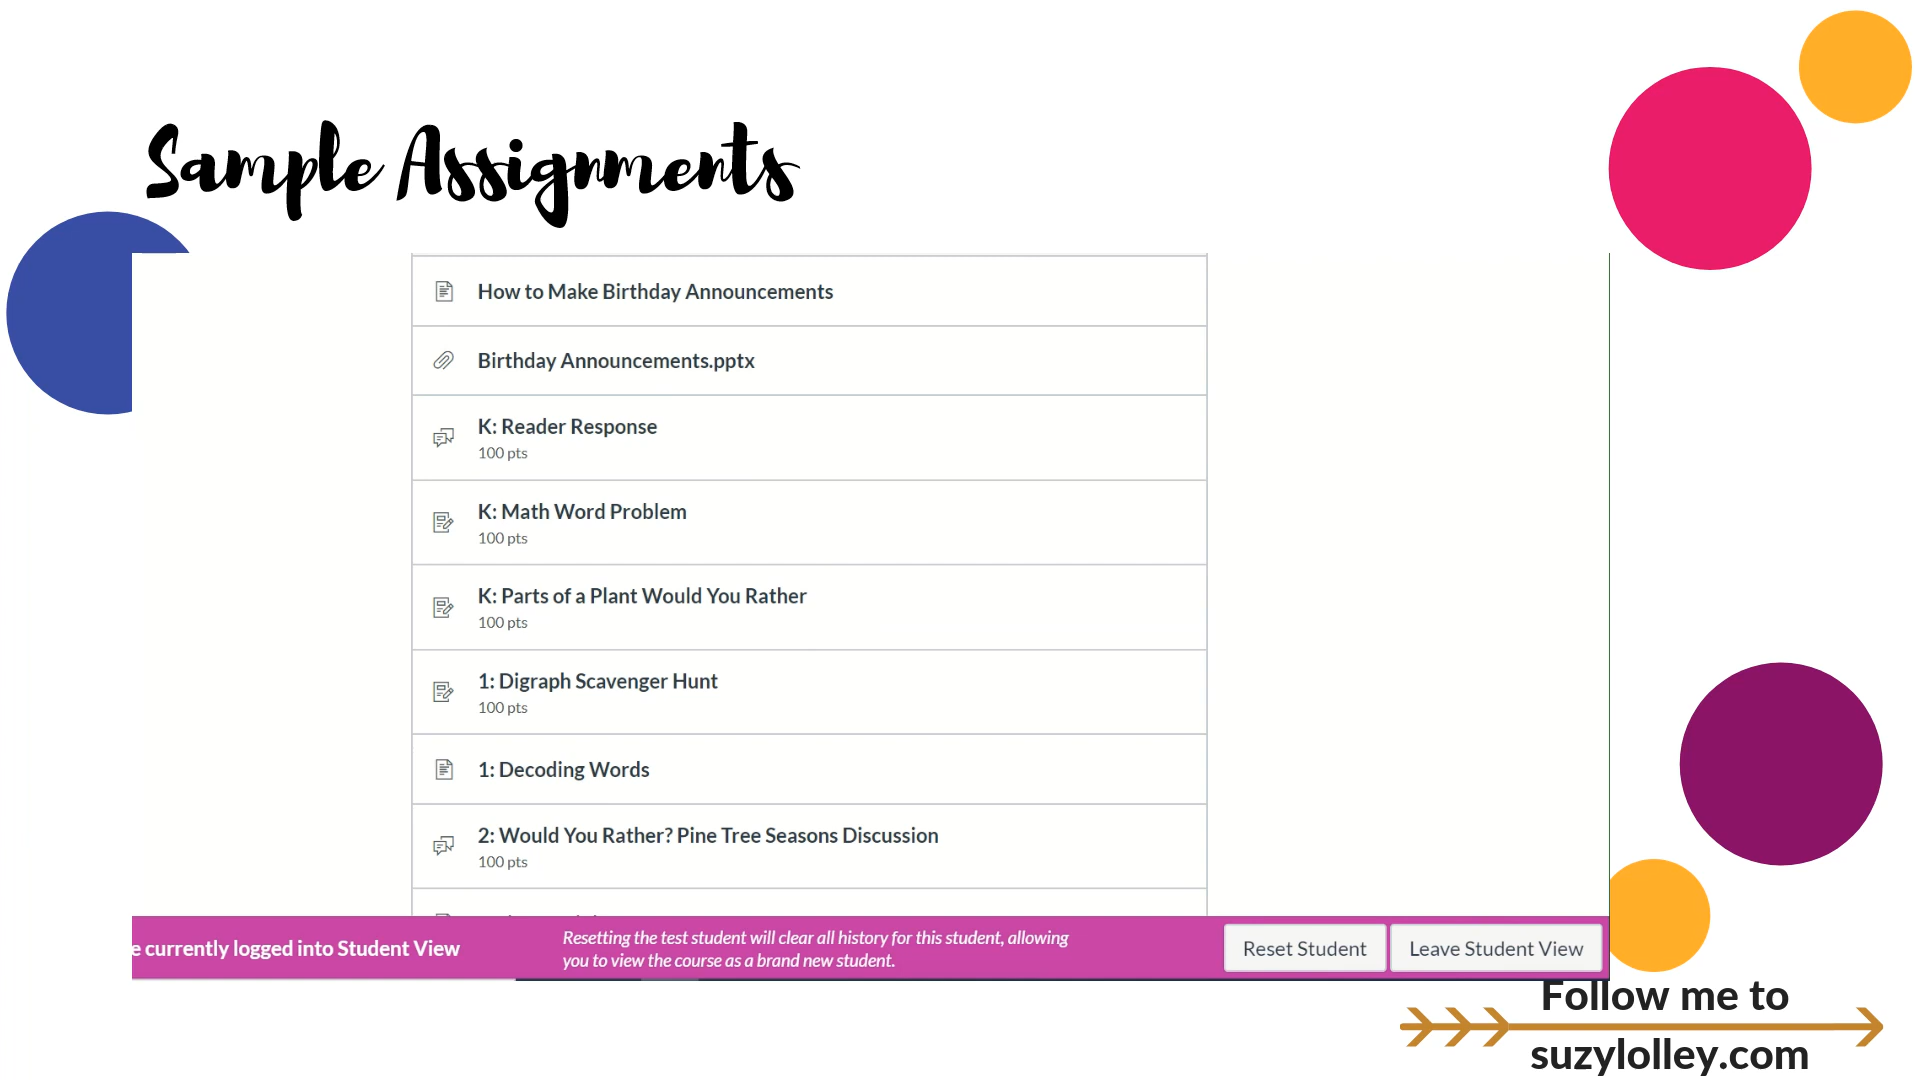 Sample Assignments
How to Make Birthday Announcements
Birthday Announcements.pptx
K: Reader Response
100 pts
K: Math Word Problem
100 pts
K: Parts of a Plant Would You Rather
100 pts
1: Digraph Scavenger Hunt
100 pts
1: Decoding Words
2: Would You Rather? Pine Tree Seasons Discussion
100 pts
e currently logged into Student View
Resetting the test student will clear all history for this student, allowing
you to view the course as a brand new student.
Reset Student
Leave Student View
Follow me to
suzylolley.com